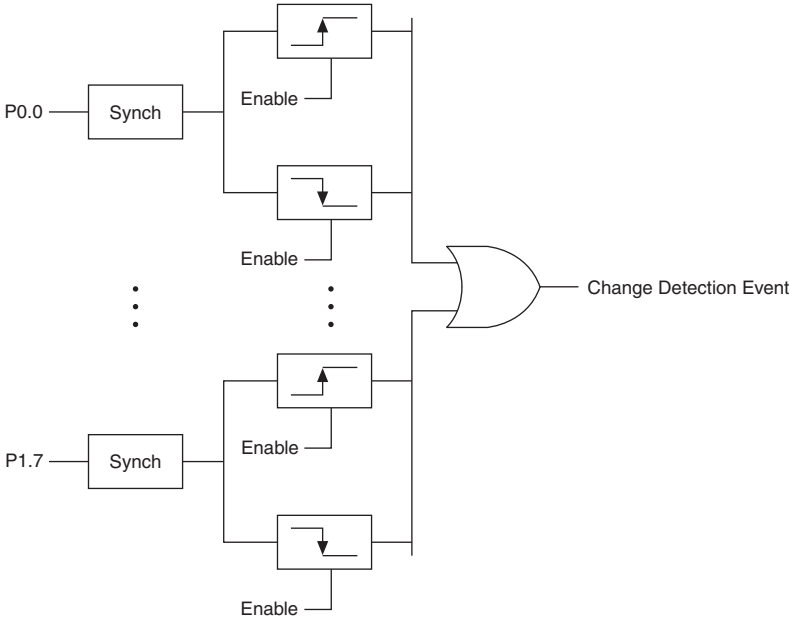 Enable
P0.0
Synch
Enable
Change Detection Event
Enable
P1.7
Synch
Enable